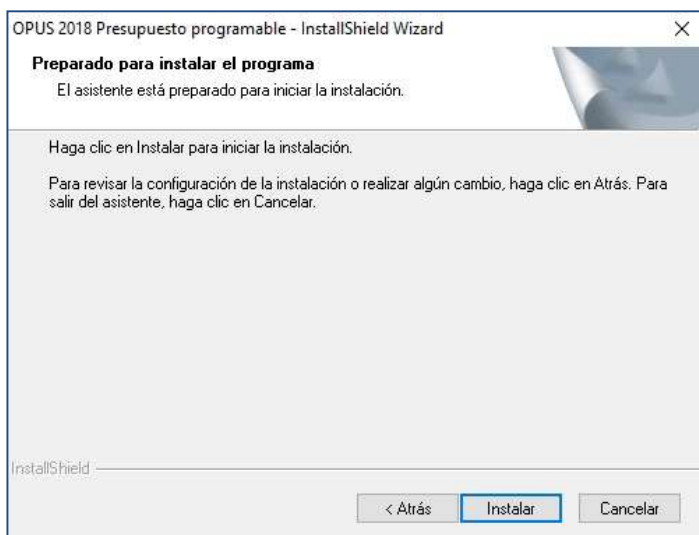 OPUS 2018 Presupuesto programable - InstallShield Wizard
Preparado para instalar el programa
El asistente está preparado para iniciar la instalación.
Haga clic en Instalar para iniciar la instalación.
Para revisar la configuración de la instalación o realizar algún cambio, haga clic en Atrás. Para
salir del asistente, haga clic en Cancelar.
InstallShield
< Atrás Instalar Cancelar